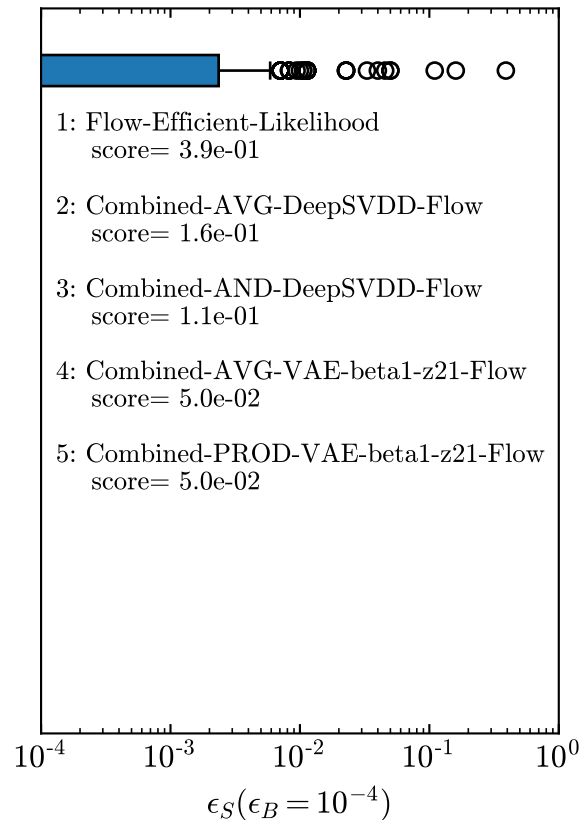 1: Flow-Efficient-Likelihood
score= 3.9e-01
2: Combined-AVG-DeepSVDD-Flow
score= 1.6e-01
3: Combined-AND-DeepSVDD-Flow
score= 1.1e-01
4: Combined-AVG-VAE-beta1-z21-Flow
score= 5.0e-02
5: Combined-PROD-VAE-beta1-z21-Flow
score= 5.0e-02
10⁻⁴ 10⁻³ 10⁻² 10⁻¹ 10⁰
ϵ_S(ϵ_B = 10⁻⁴)